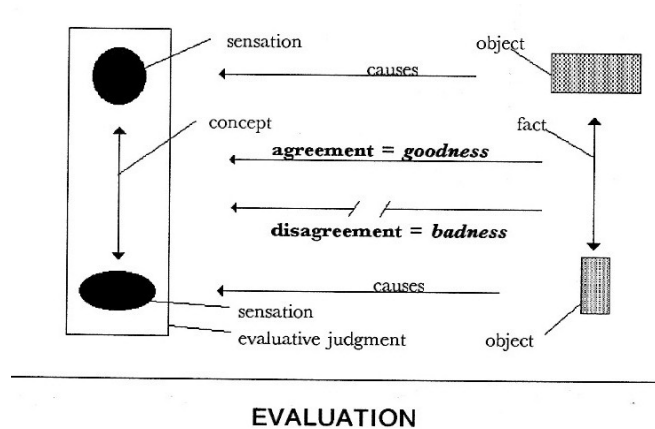 sensation
object
causes
concept
fact
agreement = goodness
disagreement = badness
causes
sensation
evaluative judgment
object
EVALUATION